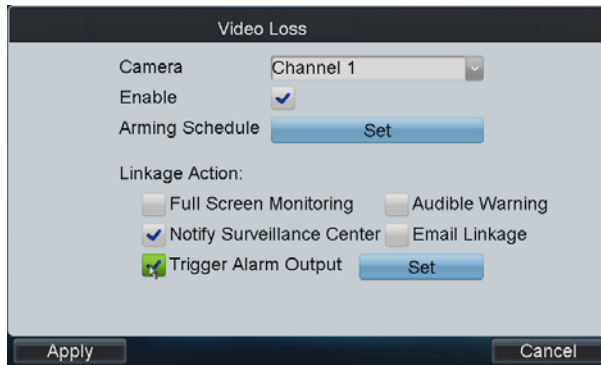 Video Loss
Camera Channel 1
Enable
Arming Schedule Set
Linkage Action:
Full Screen Monitoring Audible Warning
Notify Surveillance Center Email Linkage
Trigger Alarm Output Set
Apply Cancel